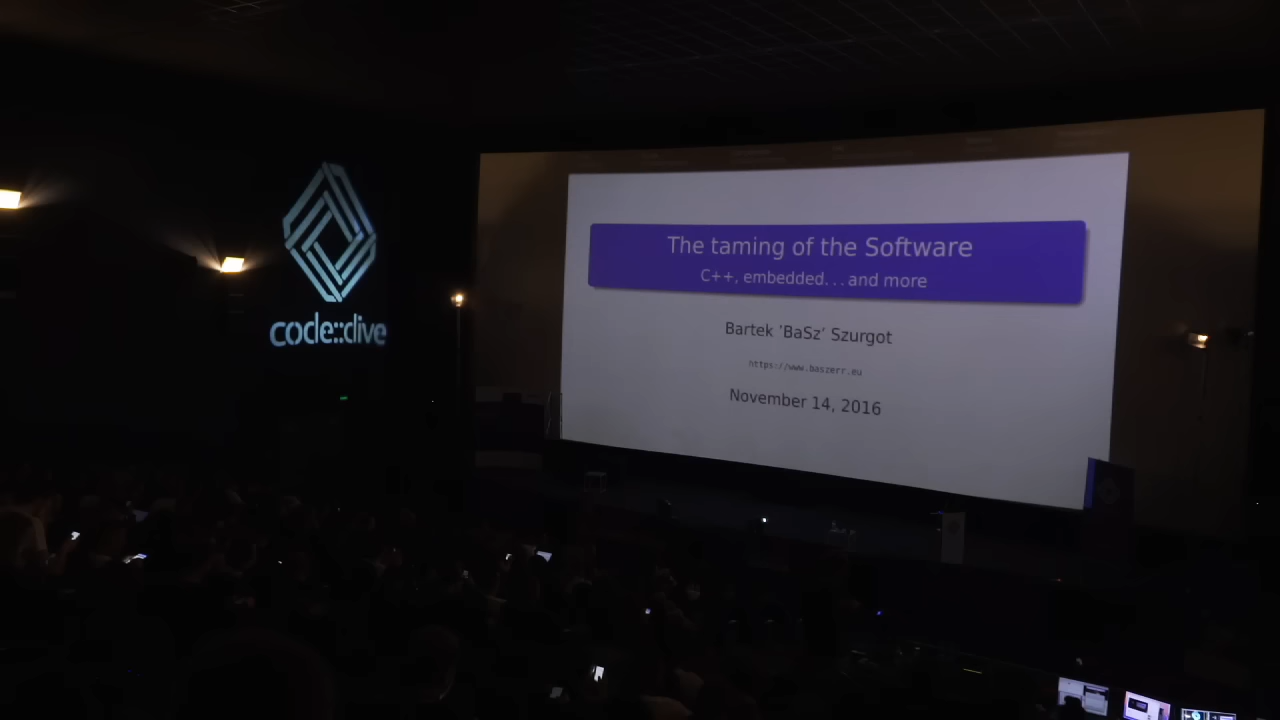 code::dive
The taming of the Software
C++, embedded...and more
Bartek 'BaSz' Szurgot
https://www.baszerr.eu
November 14, 2016